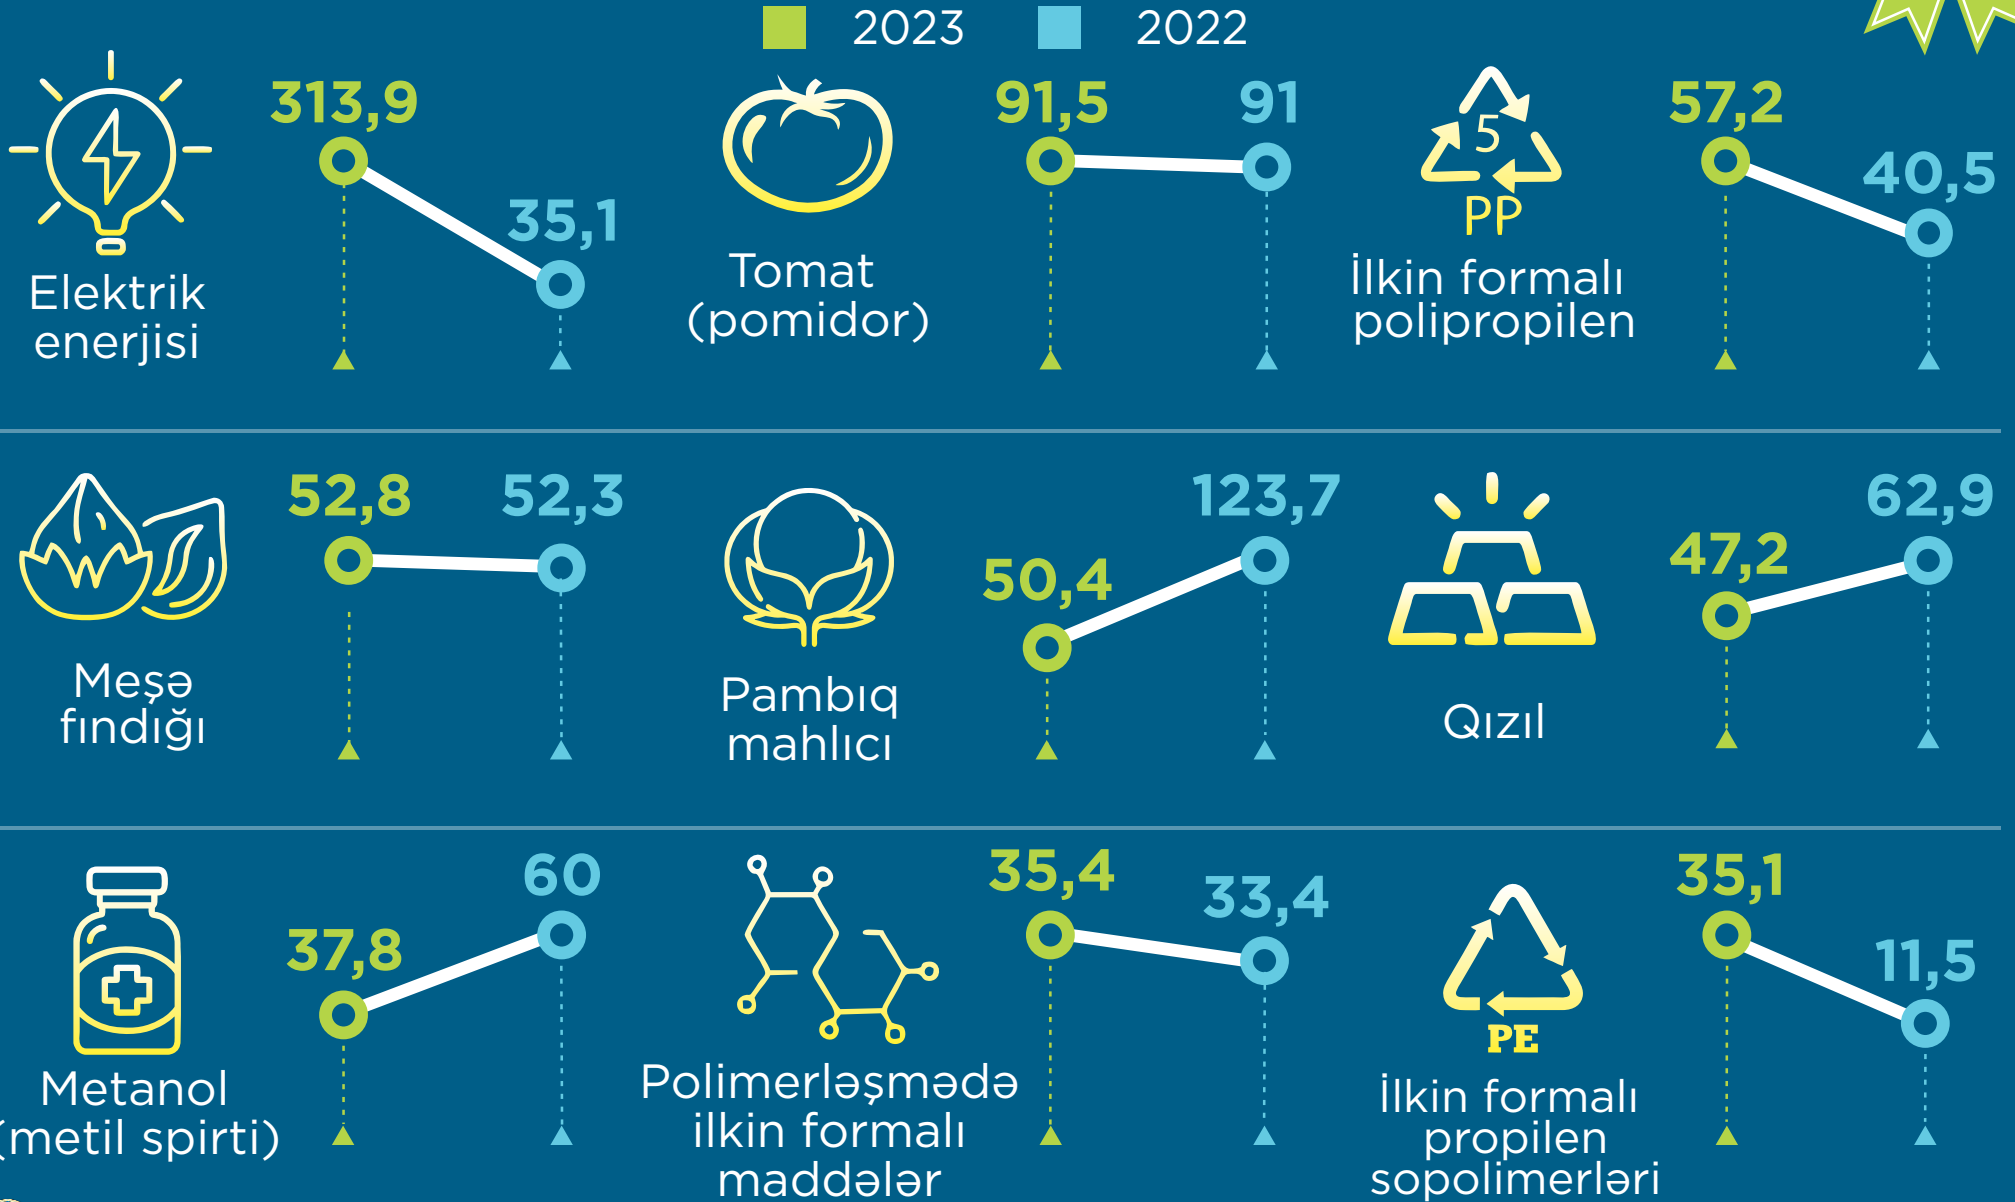 2023 2022
313,9
35,1
Elektrik
enerjisi
91,5 91
Tomat
(pomidor)
5
PP
57,2
40,5
İlkin formalı
polipropilen
52,8 52,3
Meşə
fındığı
123,7
50,4
Pambıq
mahlıcı
62,9
47,2
Qızıl
60
37,8
Metanol
(metil spirti)
35,4
33,4
Polimerləşmədə
ilkin formalı
maddələr
35,1
11,5
PE
İlkin formalı
propilen
sopolimerləri